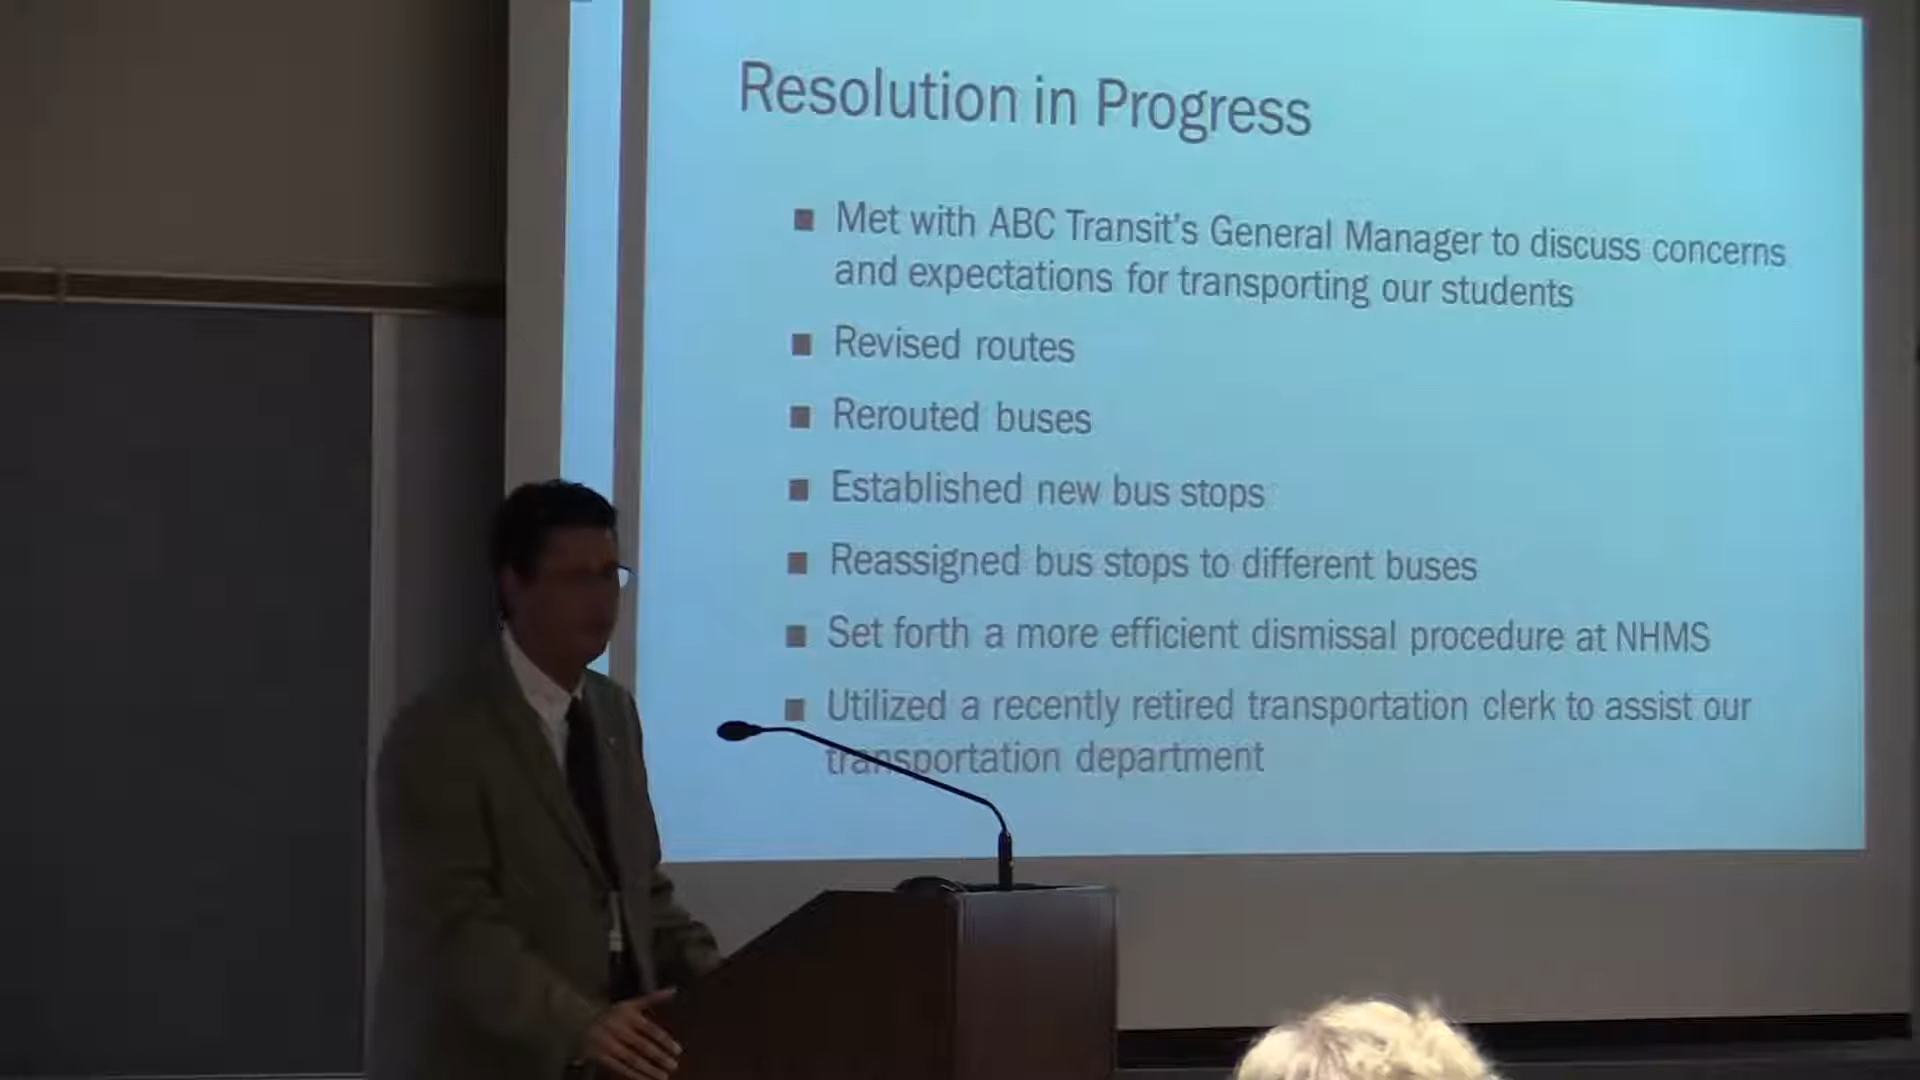 Resolution in Progress
Met with ABC Transit's General Manager to discuss concerns
and expectations for transporting our students
Revised routes
Rerouted buses
Established new bus stops
Reassigned bus stops to different buses
Set forth a more efficient dismissal procedure at NHMS
Utilized a recently retired transportation clerk to assist our
transportation department